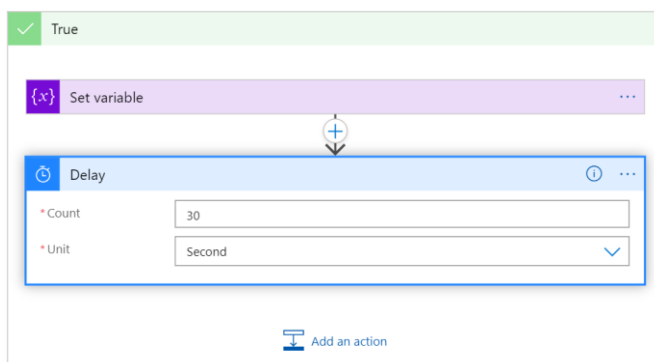 True
{x} Set variable
Delay
* Count 30
* Unit Second
Add an action